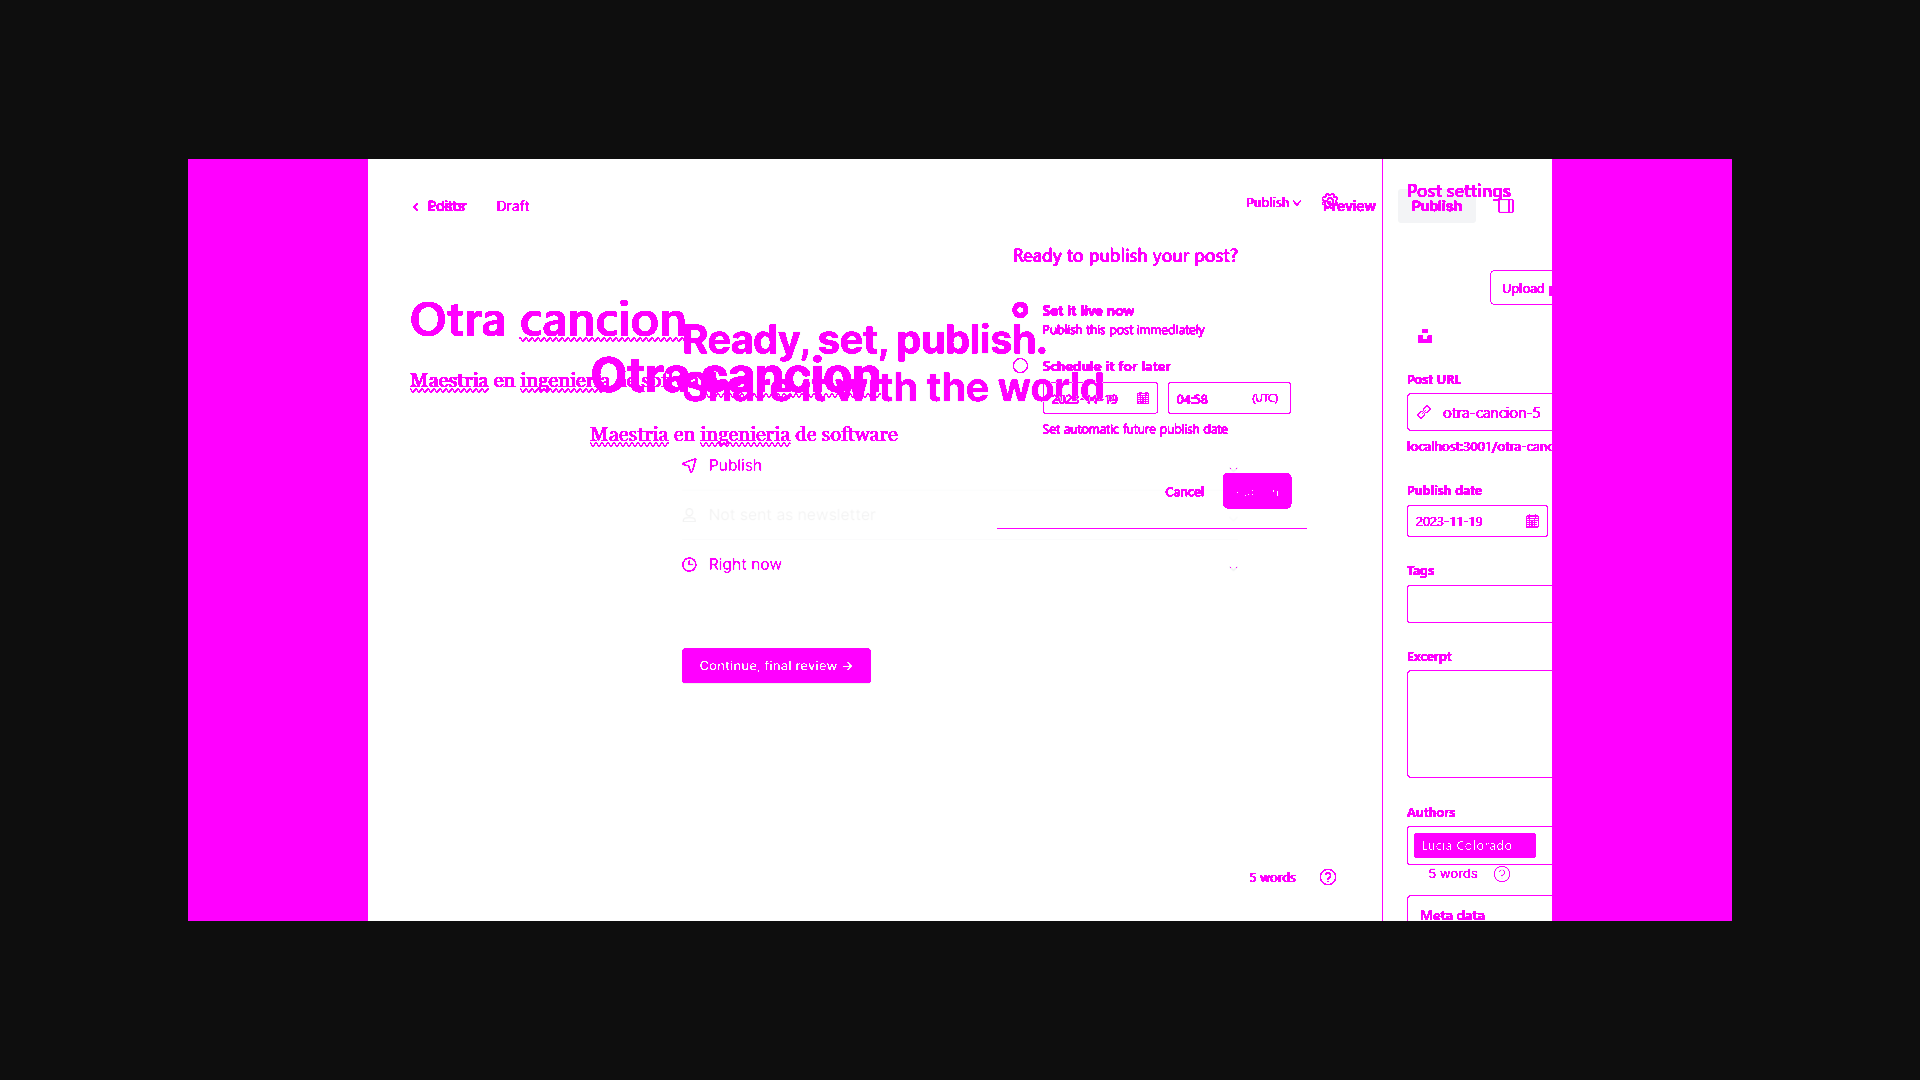 Post settings
Editor
Posts
Draft
Publish
Preview
Publish
Ready to publish your post?
Upload
Otra cancion
Set it live now
Publish this post immediately
Ready, set, publish.
Share it with the world
Otra cancion
Schedule it for later
Maestria en ingenieria de software
2023-11-19
04:58
(UTC)
Set automatic future publish date
Post URL
otra-cancion-5
localhost:3001/otra-canc
Maestria en ingenieria de software
Publish
Cancel
Publish date
2023-11-19
Not sent as newsletter
Right now
Tags
Continue, final review →
Excerpt
Authors
Lucia Colorado
5 words
5 words
Meta data